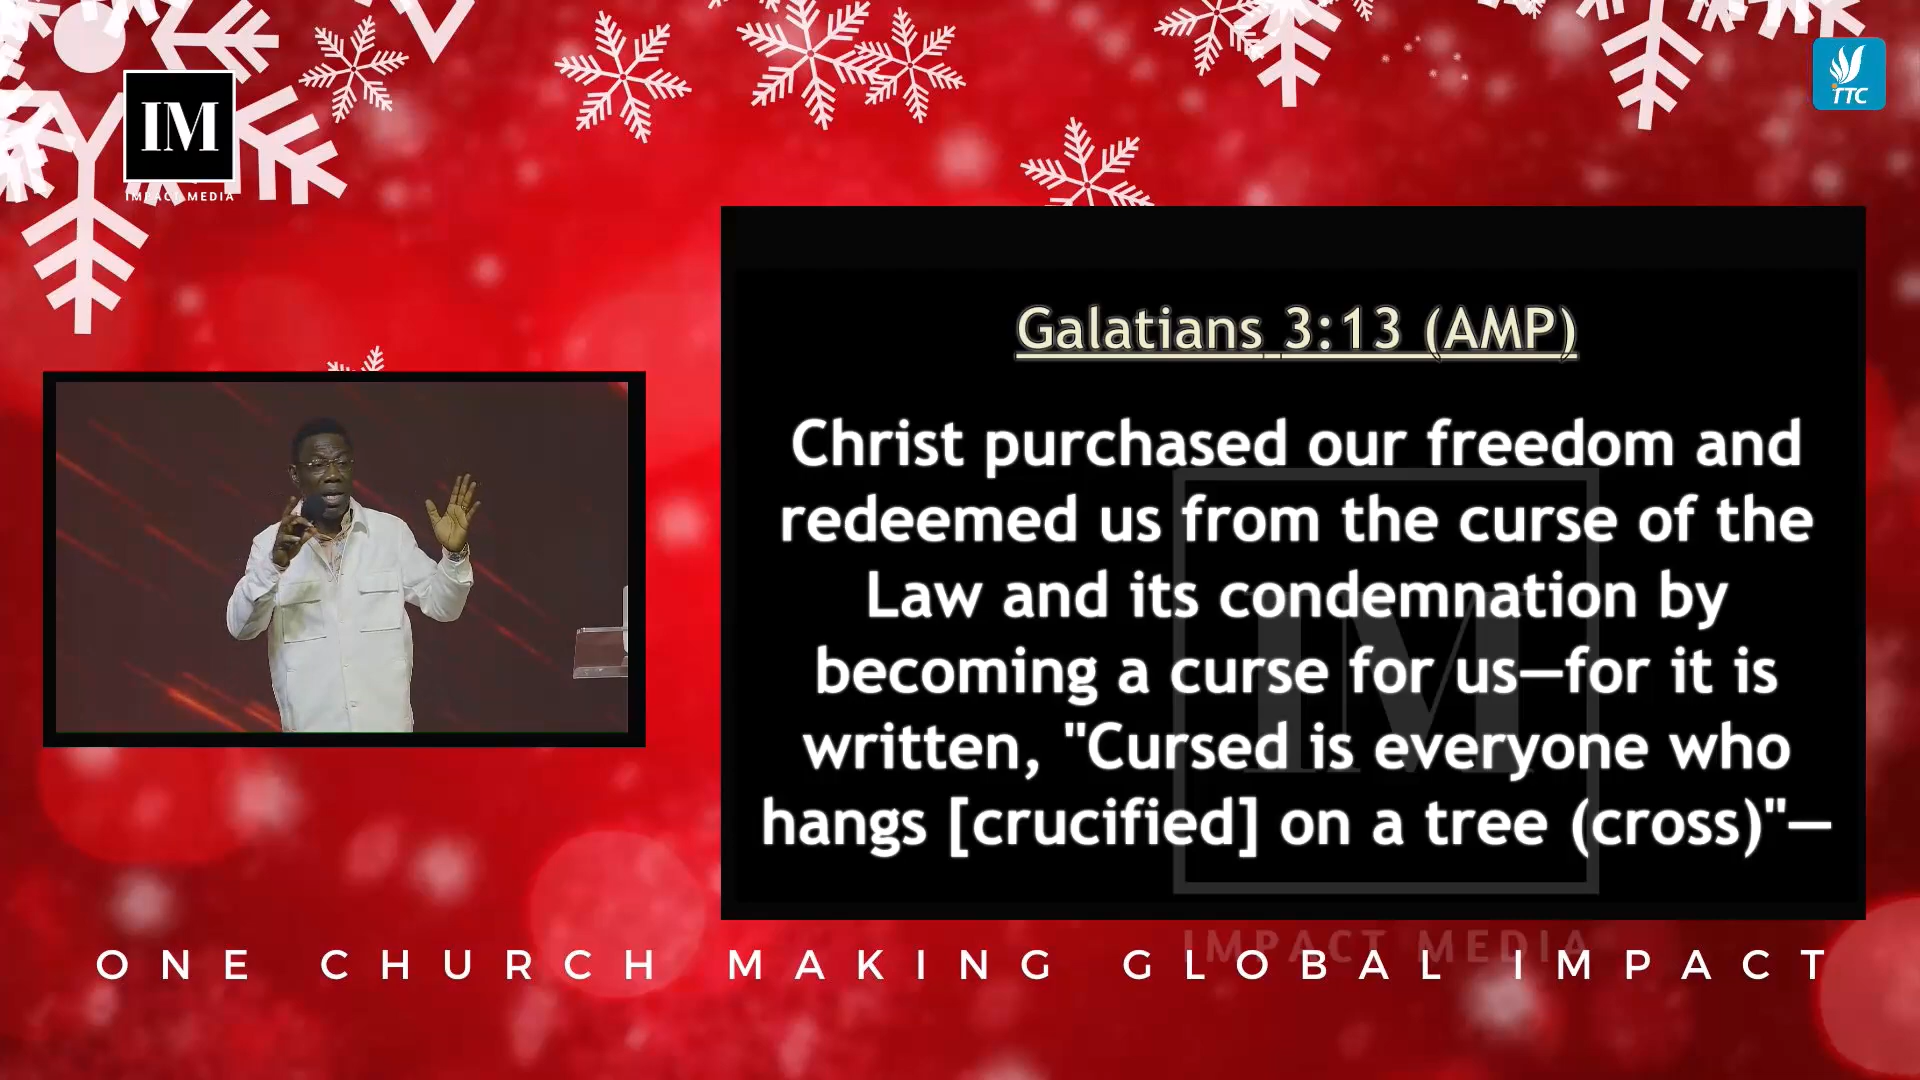 IM
IMPACT MEDIA
TTC
Galatians 3:13 (AMP)
Christ purchased our freedom and
redeemed us from the curse of the
Law and its condemnation by
becoming a curse for us—for it is
written, "Cursed is everyone who
hangs [crucified] on a tree (cross)"—
IM
IMPACT MEDIA
ONE CHURCH MAKING GLOBAL IMPACT